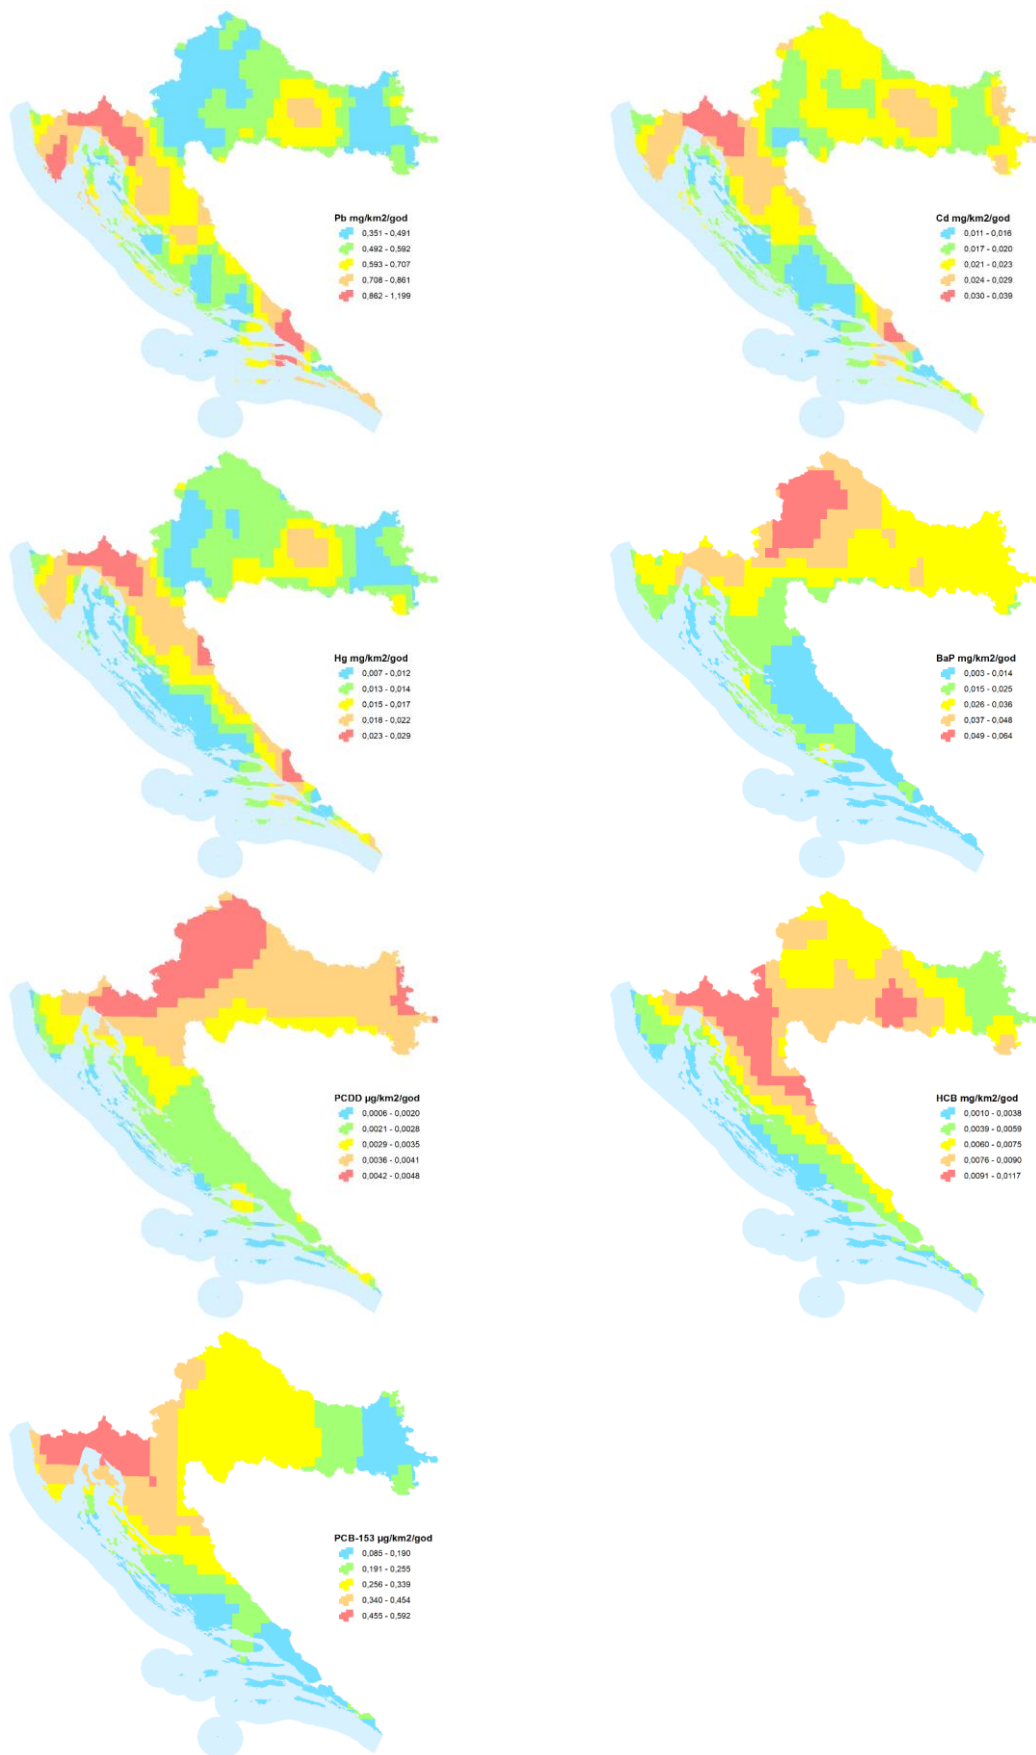 Pb mg/km2/god
0,351 - 0,491
0,492 - 0,592
0,593 - 0,707
0,708 - 0,861
0,862 - 1,199
Cd mg/km2/god
0,011 - 0,016
0,017 - 0,020
0,021 - 0,023
0,024 - 0,029
0,030 - 0,039
Hg mg/km2/god
0,007 - 0,012
0,013 - 0,014
0,015 - 0,017
0,018 - 0,022
0,023 - 0,029
BaP mg/km2/god
0,003 - 0,014
0,015 - 0,025
0,026 - 0,036
0,037 - 0,048
0,049 - 0,064
PCDD µg/km2/god
0,0006 - 0,0020
0,0021 - 0,0028
0,0029 - 0,0035
0,0036 - 0,0041
0,0042 - 0,0048
HCB mg/km2/god
0,0010 - 0,0038
0,0039 - 0,0059
0,0060 - 0,0075
0,0076 - 0,0090
0,0091 - 0,0117
PCB-153 µg/km2/god
0,085 - 0,190
0,191 - 0,255
0,256 - 0,339
0,340 - 0,454
0,455 - 0,592